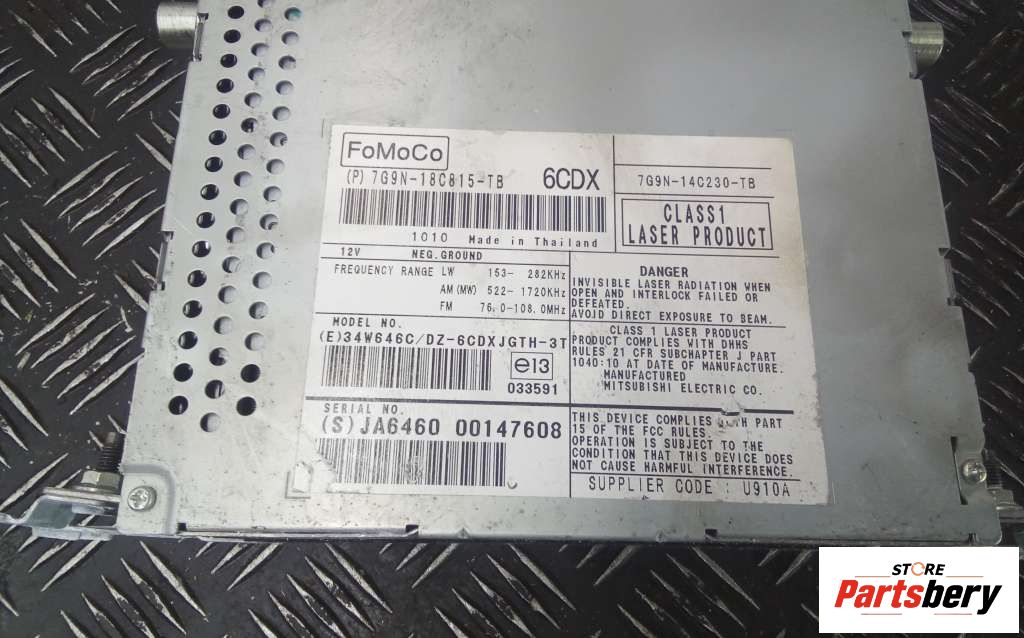 FoMoCo
(P) 7G9N-18C815-TB 6CDX
1010 Made in Thailand
7G9N-14C230-TB
CLASS1
LASER PRODUCT
12V NEG.GROUND
FREQUENCY RANGE LW 153- 282KHz
AM(MW) 522-1720KHz
FM 76.0-108.0MHz
DANGER
INVISIBLE LASER RADIATION WHEN
OPEN AND INTERLOCK FAILED OR
DEFEATED.
AVOID DIRECT EXPOSURE TO BEAM.
MODEL NO.
(E)34W646C/DZ-6CDXJGTH-3T
e13
033591
CLASS 1 LASER PRODUCT
PRODUCT COMPLIES WITH DHHS
RULES 21 CFR SUBCHAPTER J PART
1040:10 AT DATE OF MANUFACTURE.
MANUFACTURED
MITSUBISHI ELECTRIC CO.
SERIAL NO.
(S)JA6460 00147608
THIS DEVICE COMPLIES WITH PART
15 OF THE FCC RULES.
OPERATION IS SUBJECT TO THE
CONDITION THAT THIS DEVICE DOES
NOT CAUSE HARMFUL INTERFERENCE.
SUPPLIER CODE : U910A
STORE
Partsbery